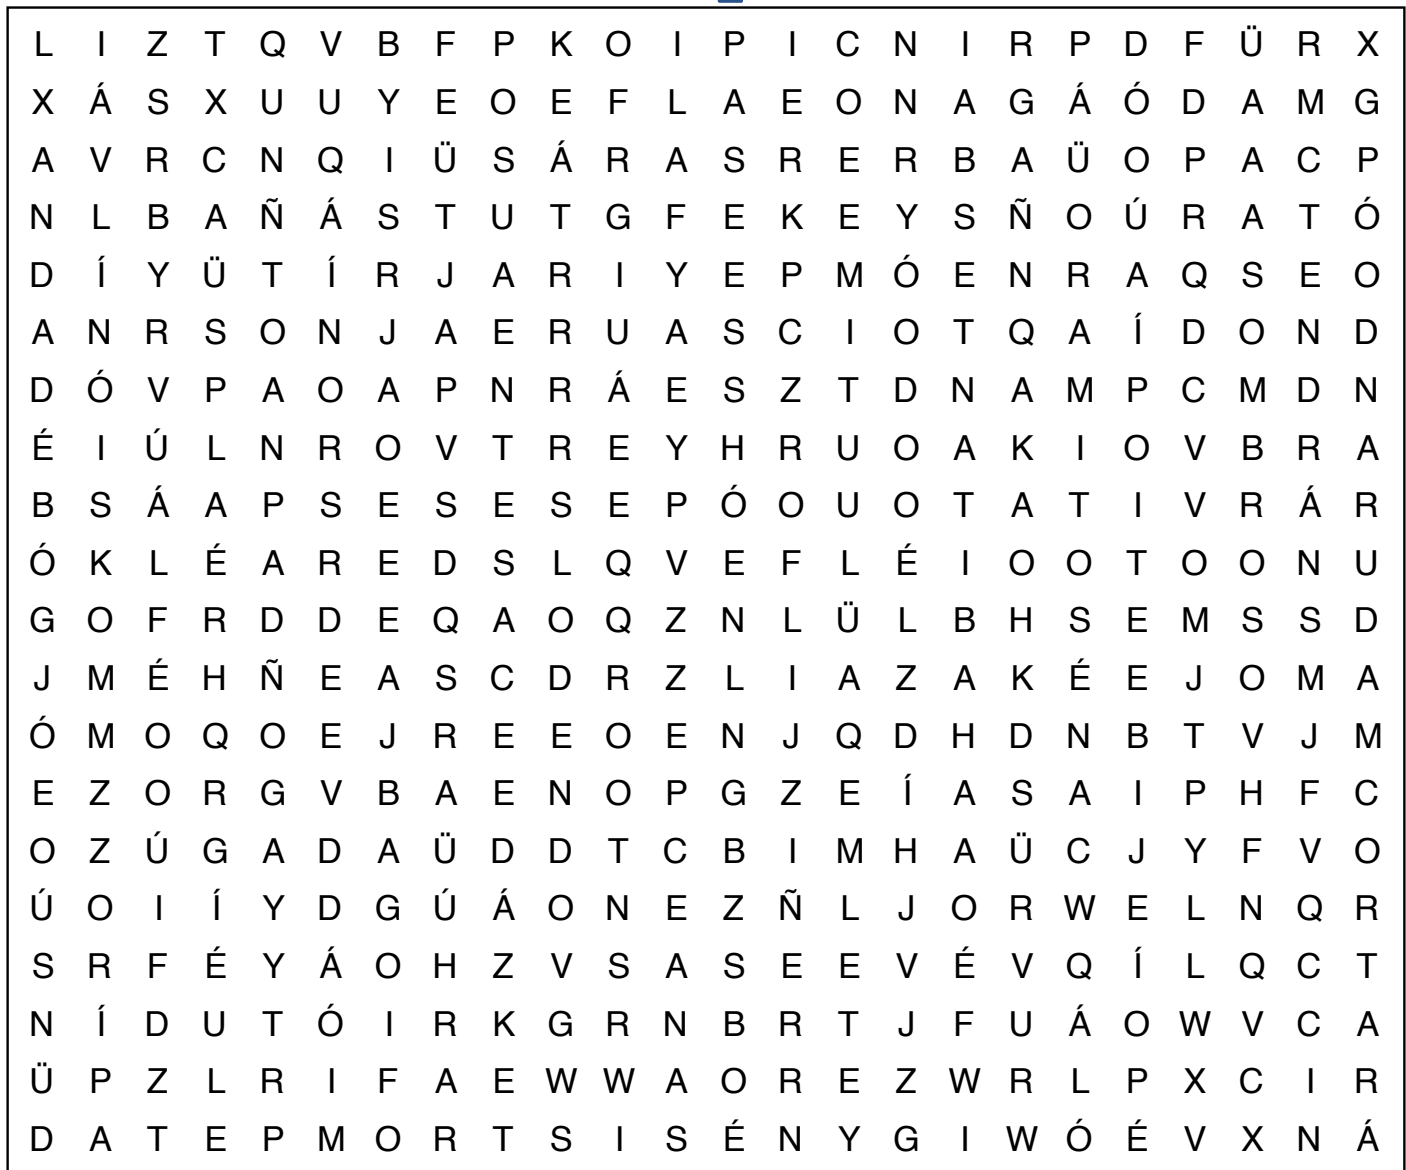 L I Z T Q V B F P K O I P I C N I R P D F Ü R X
X Á S X U U Y E O E F L A E O N A G Á Ó D A M G
A V R C N Q I Ü S Á R A S R E R B A Ü O P A C P
N L B A Ñ Á S T U T G F E K E Y S Ñ O Ú R A T Ó
D Í Y Ü T Í R J A R I Y E P M Ó E N R A Q S E O
A N R S O N J A E R U A S C I O T Q A Í D O N D
D Ó V P A O A P N R Á E S Z T D N A M P C M D N
É I Ú L N R O V T R E Y H R U O A K I O V B R A
B S Á A P S E S E S E P Ó O U O T A T I V R Á R
Ó K L É A R E D S L Q V E F L É I O O T O O N U
G O F R D D E Q A O Q Z N L Ü L B H S E M S S D
J M É H Ñ E A S C D R Z L I A Z A K É E J O M A
Ó M O Q O E J R E E O E N J Q D H D N B T V J M
E Z O R G V B A E N O P G Z E Í A S A I P H F C
O Z Ú G A D A Ü D D T C B I M H A Ü C J Y F V O
Ú O I Í Y D G Ú Á O N E Z Ñ L J O R W E L N Q R
S R F É Y Á O H Z V S A S E E V É V Q Í L Q C T
N Í D U T Ó I R K G R N B R T J F U Á O W V C A
Ü P Z L R I F A E W W A O R E Z W R L P X C I R
D A T E P M O R T S I S É N Y G I W Ó É V X N Á